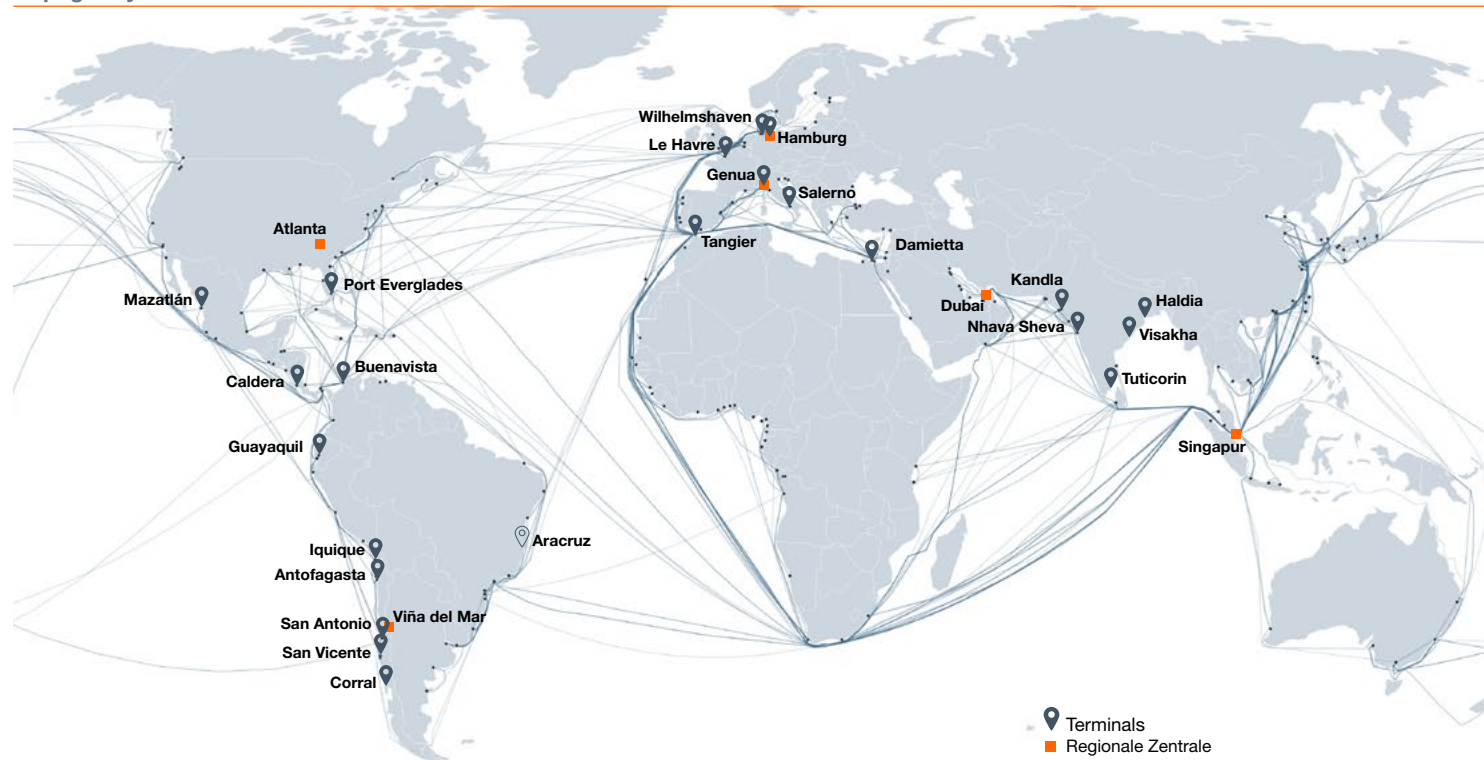 Wilhelmshaven
Hamburg
Le Havre
Genua
Salerno
Atlanta
Tangier
Damietta
Port Everglades
Mazatlán
Kandla
Dubai
Haldia
Nhava Sheva
Visakha
Buenavista
Caldera
Tuticorin
Guayaquil
Singapur
Aracruz
Iquique
Antofagasta
Viña del Mar
San Antonio
San Vicente
Corral
Terminals
Regionale Zentrale